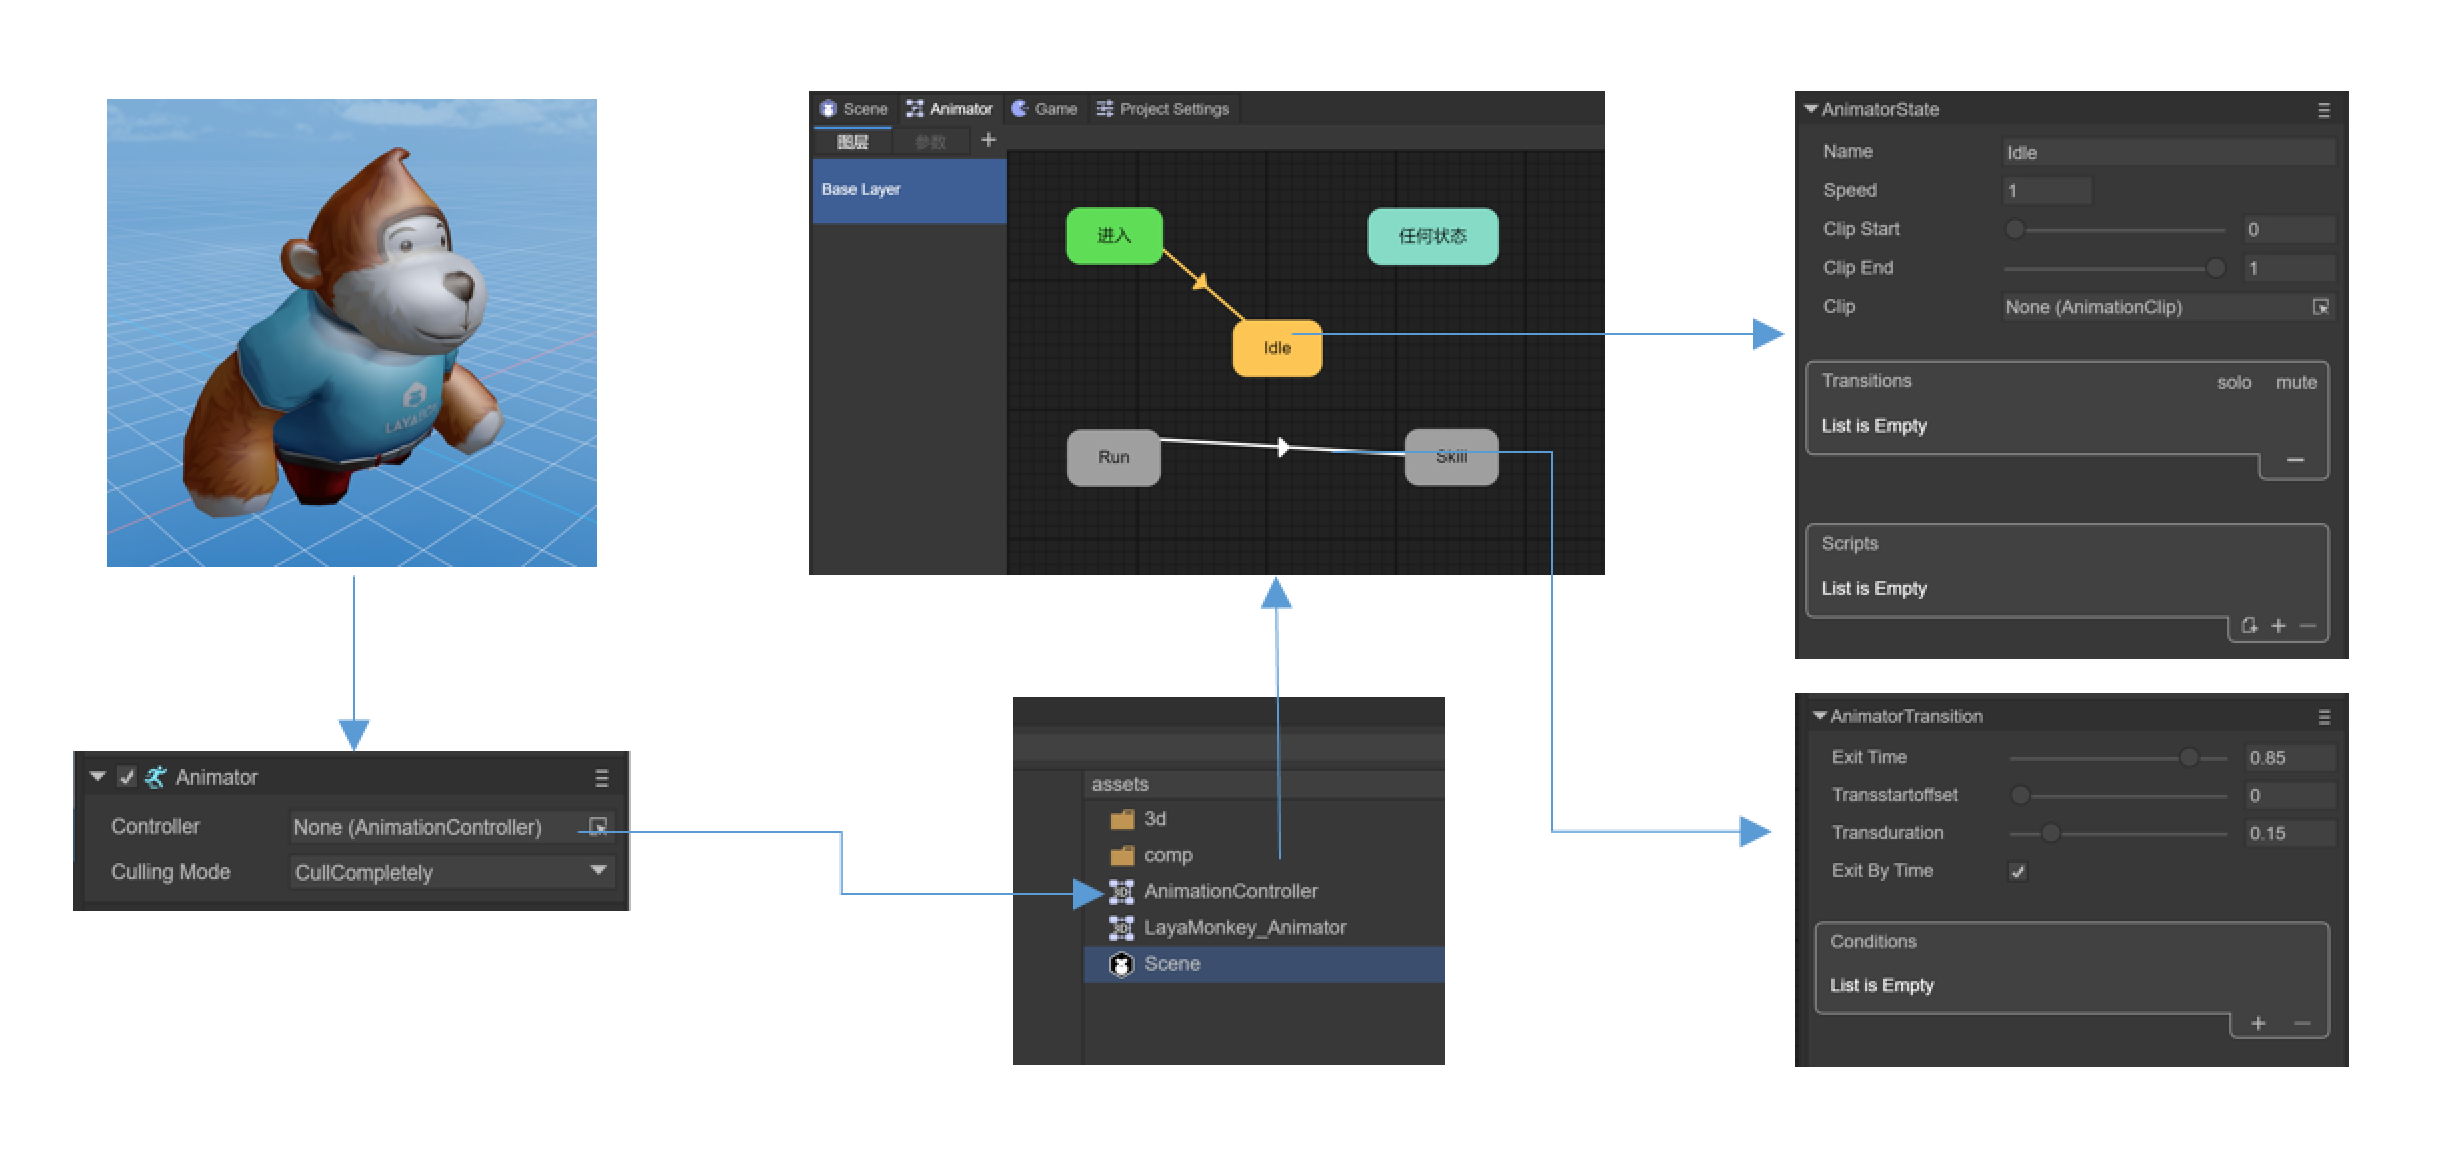 LAYABOX
Animator
Controller
None (AnimationController)
Culling Mode
CullCompletely
Scene
Animator
Game
Project Settings
图层
参数
Base Layer
进入
任何状态
Idle
Run
Skill
assets
3d
comp
AnimationController
LayaMonkey_Animator
Scene
AnimatorState
Name
Idle
Speed
1
Clip Start
0
Clip End
1
Clip
None (AnimationClip)
Transitions
solo
mute
List is Empty
Scripts
List is Empty
AnimatorTransition
Exit Time
0.85
Transstartoffset
0
Transduration
0.15
Exit By Time
Conditions
List is Empty